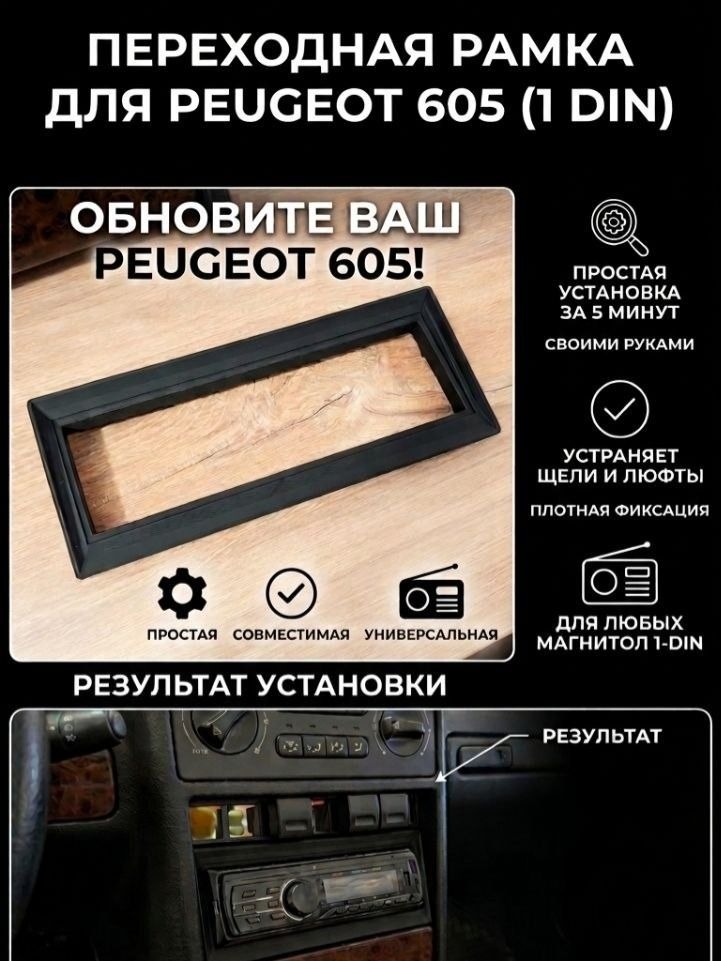 ПЕРЕХОДНАЯ РАМКА
ДЛЯ PEUGEOT 605 (1 DIN)
ОБНОВИТЕ ВАШ
PEUGEOT 605!
ПРОСТАЯ
СОВМЕСТИМАЯ
УНИВЕРСАЛЬНАЯ
ПРОСТАЯ
УСТАНОВКА
ЗА 5 МИНУТ
СВОИМИ РУКАМИ
УСТРАНЯЕТ
ЩЕЛИ И ЛЮФТЫ
ПЛОТНАЯ ФИКСАЦИЯ
ДЛЯ ЛЮБЫХ
МАГНИТОЛ 1-DIN
РЕЗУЛЬТАТ УСТАНОВКИ
РЕЗУЛЬТАТ